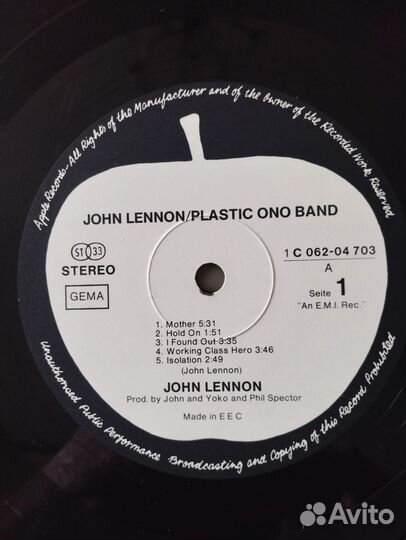 Apple Records-All Rights of the Manufacturer and of the Owner of the Recorded Work Reserved
JOHN LENNON/PLASTIC ONO BAND
ST 33
STEREO
GEMA
1 C 062-04 703
A
Seite 1
"An E.M.I. Rec."
1. Mother 5:31
2. Hold On 1:51
3. I Found Out 3:35
4. Working Class Hero 3:46
5. Isolation 2:49
(John Lennon)
JOHN LENNON
Prod. by John and Yoko and Phil Spector
Made in E E C
Unauthorised Public Performance Broadcasting and Copying of this Record Prohibited
Avito